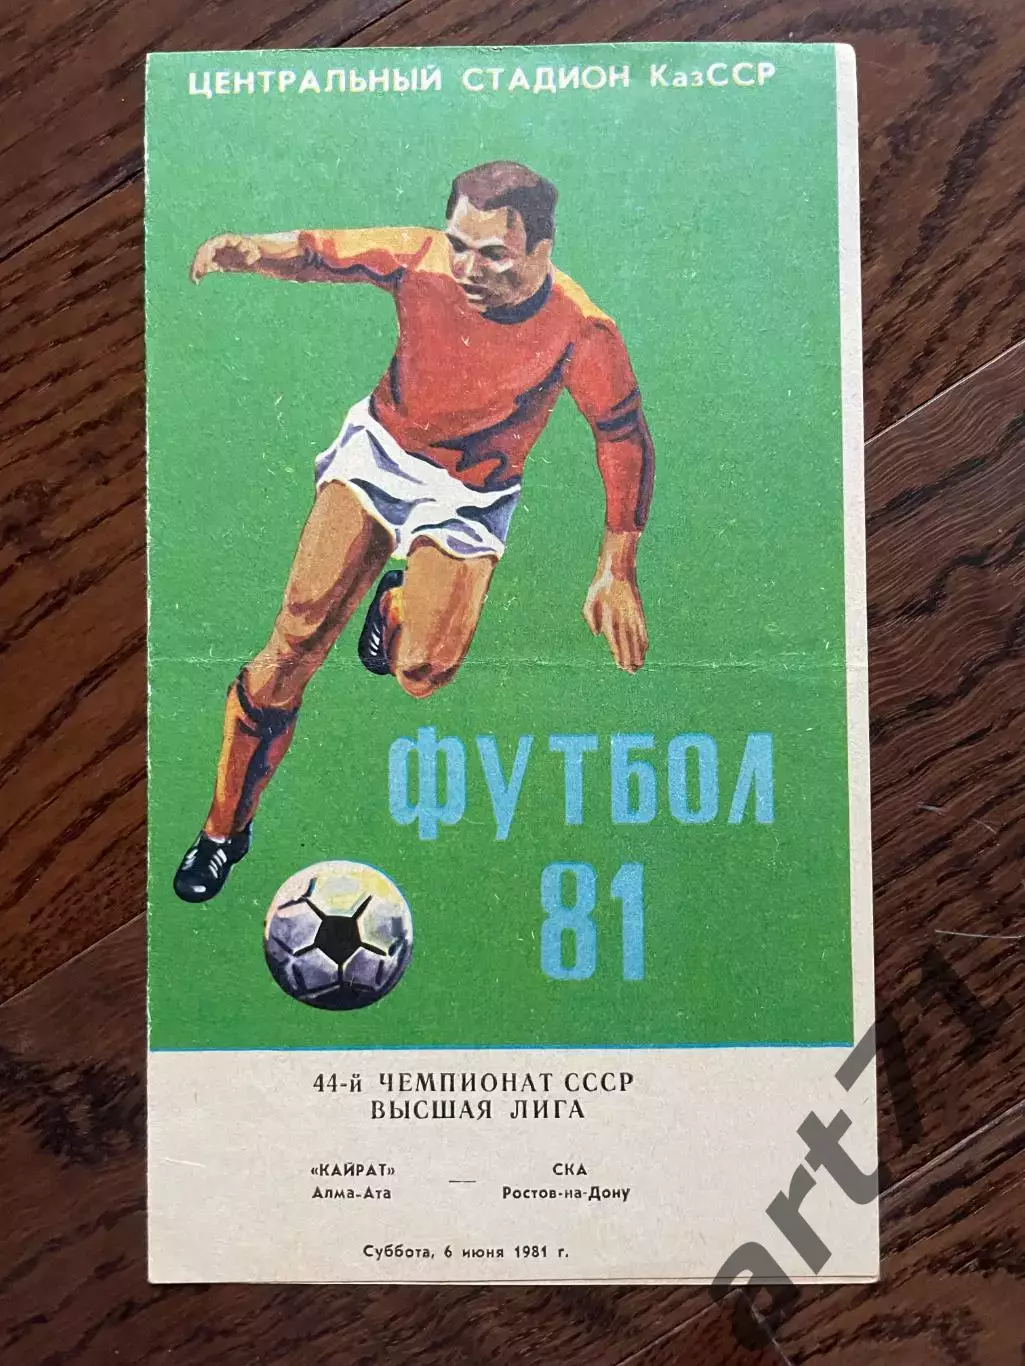 ЦЕНТРАЛЬНЫЙ СТАДИОН КазССР
ФУТБОЛ
81
44-й ЧЕМПИОНАТ СССР
ВЫСШАЯ ЛИГА
«КАЙРАТ» — СКА
Алма-Ата Ростов-на-Дону
Суббота, 6 июня 1981 г.
art71